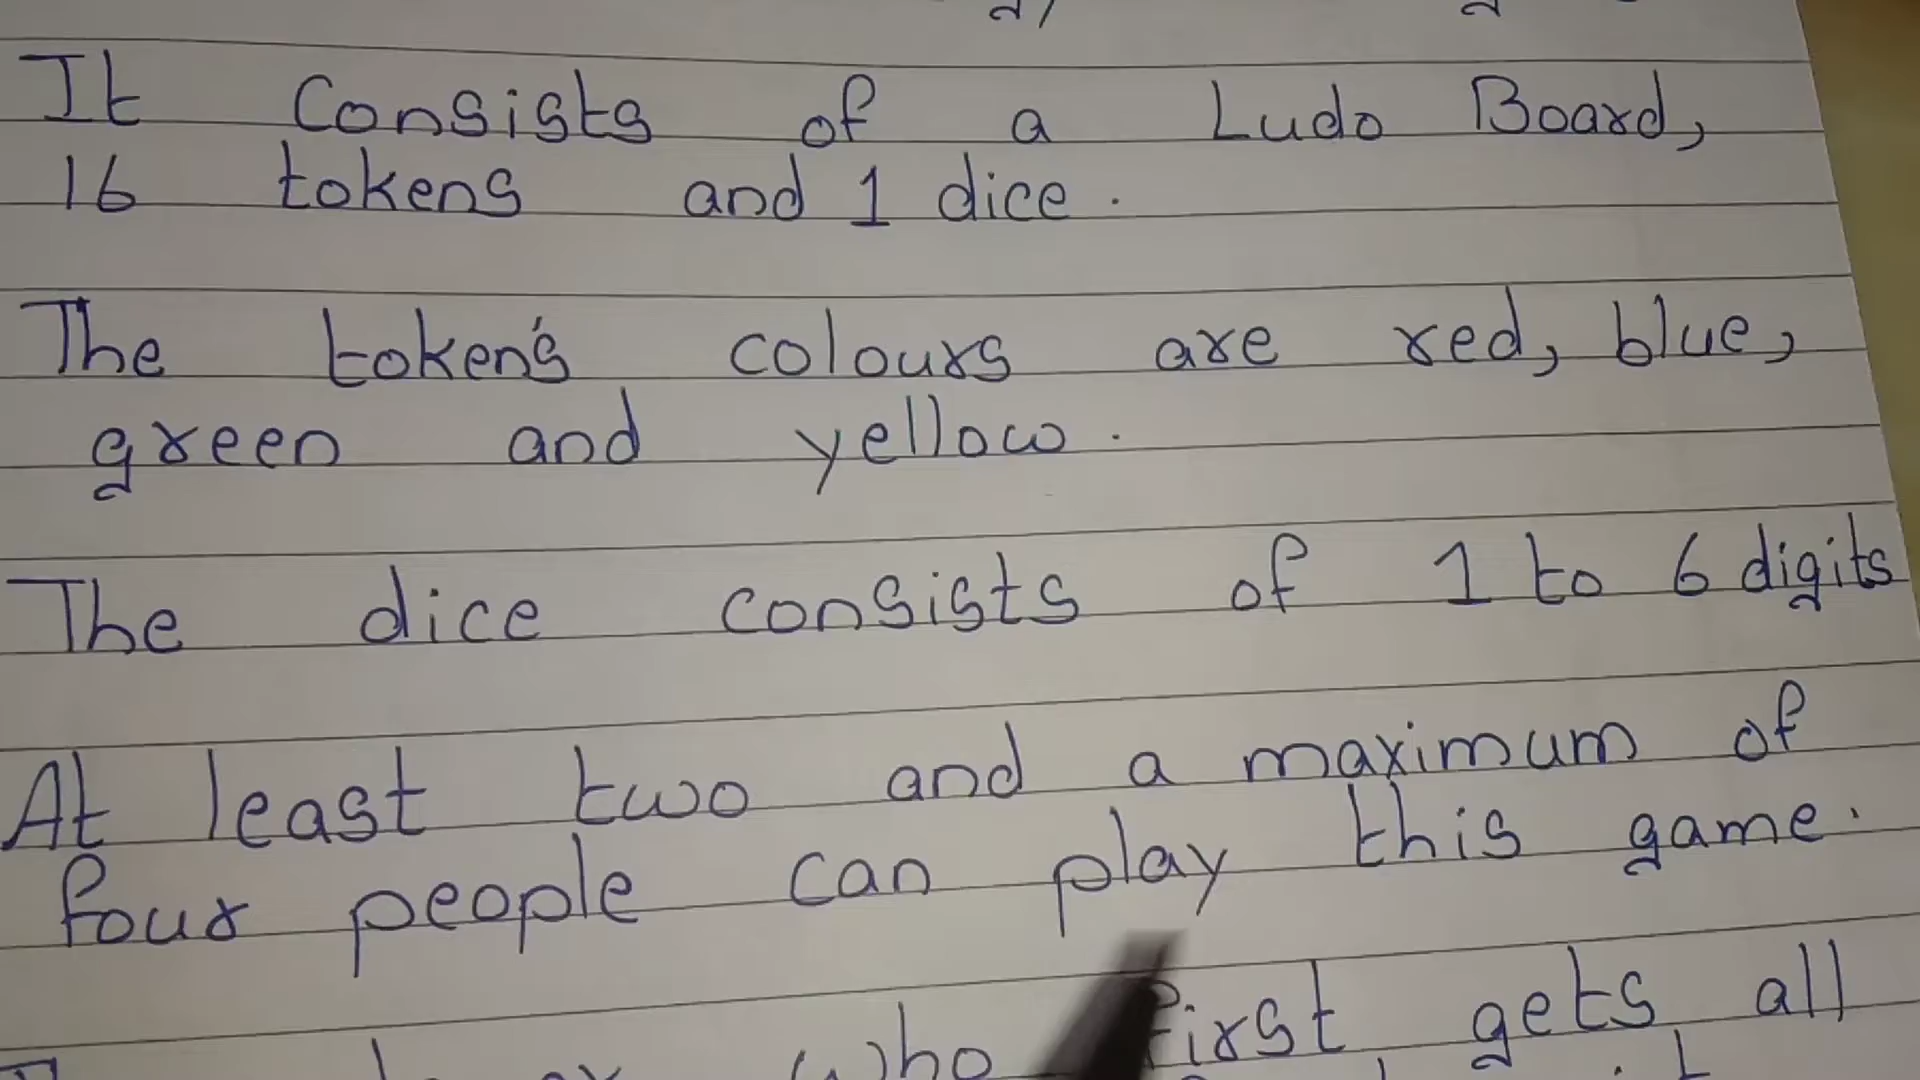 It Consists of a Ludo Board,
16 tokens and 1 dice.
The token's colours are red, blue,
green and yellow.
The dice consists of 1 to 6 digits
At least two and a maximum of
four people can play this game.
who first gets all